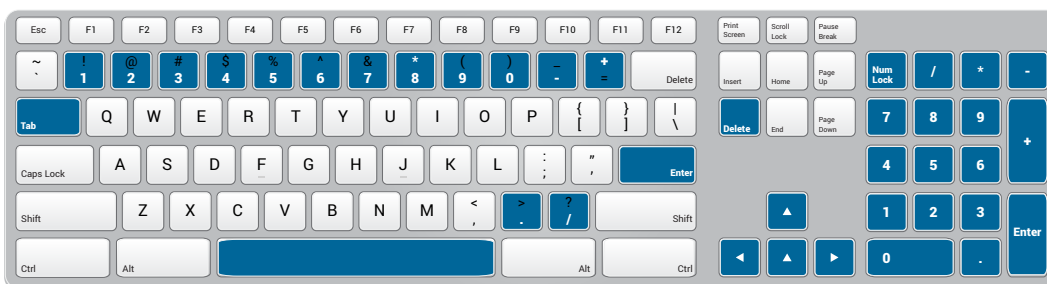 Esc F1 F2 F3 F4 F5 F6 F7 F8 F9 F10 F11 F12 Print Screen Scroll Lock Pause Break
~ ` ! 1 @ 2 # 3 $ 4 % 5 ^ 6 & 7 * 8 ( 9 ) 0 _ - + = Delete Insert Home Page Up Num Lock / * -
Tab Q W E R T Y U I O P { [ } ] | \ Delete End Page Down 7 8 9 +
Caps Lock A S D F G H J K L : ; " ' Enter 4 5 6
Shift Z X C V B N M < , > . ? / Shift ▲ 1 2 3 Enter
Ctrl Alt Alt Ctrl ◀ ▲ ▶ 0 .